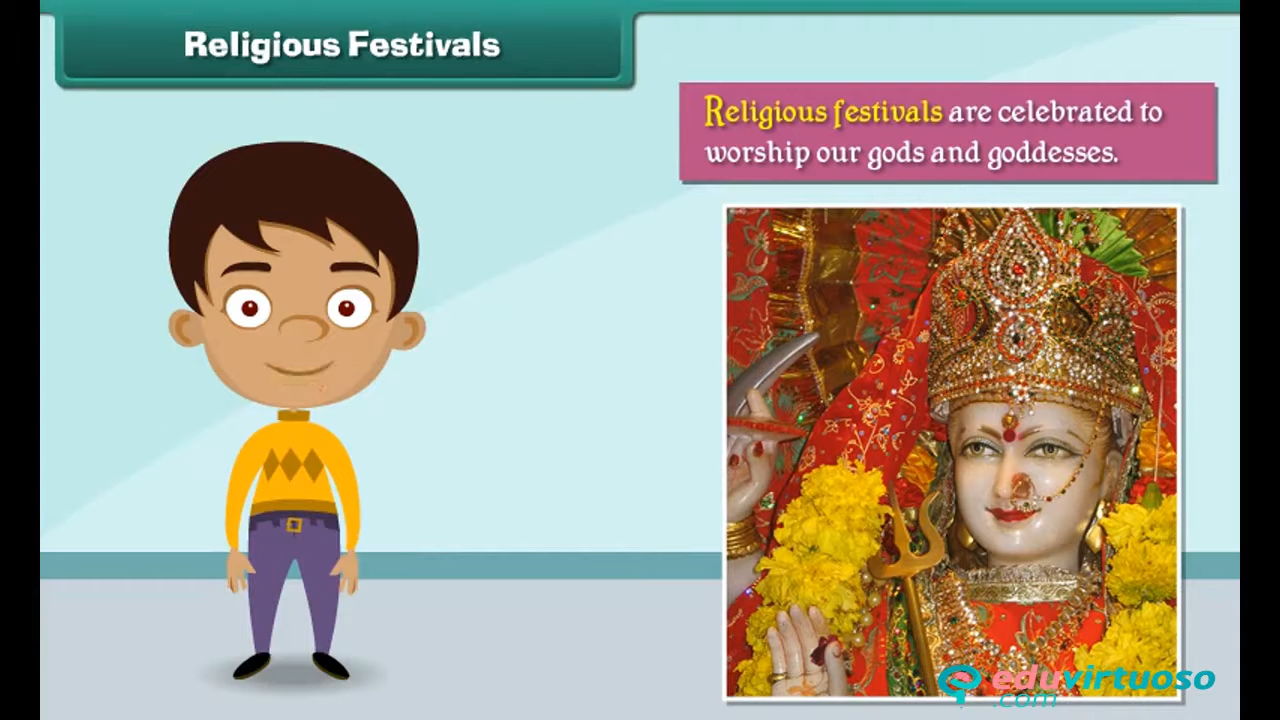 Religious Festivals
Religious festivals are celebrated to
worship our gods and goddesses.
eduvirtuoso
.com